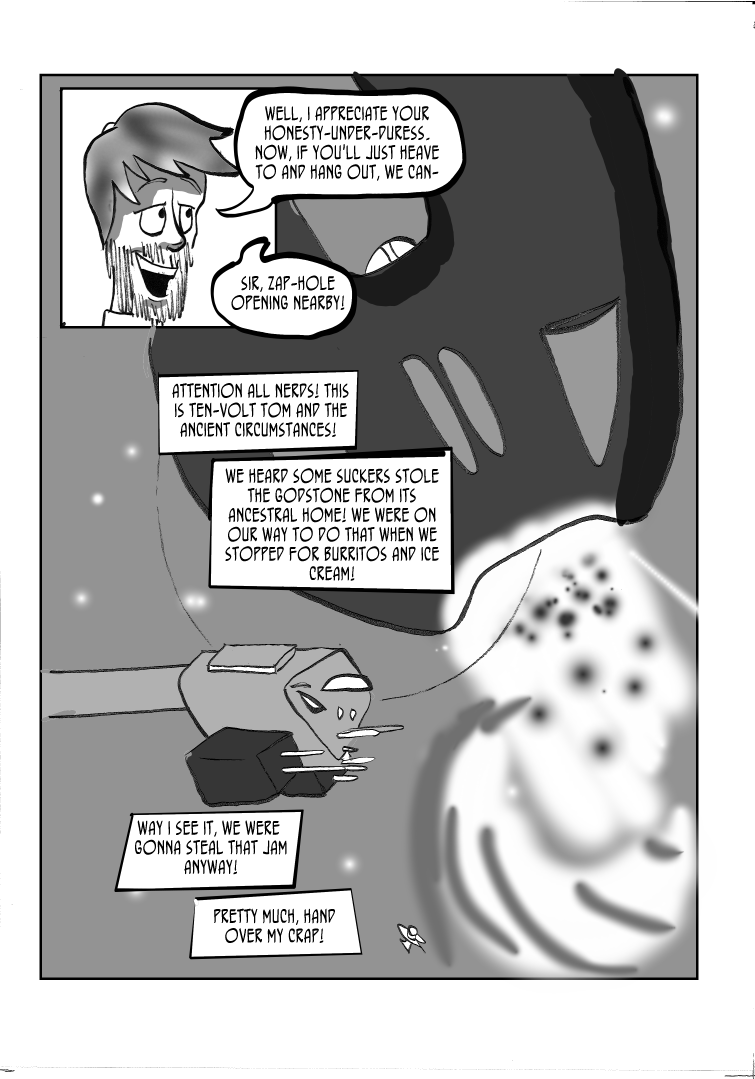 WELL, I APPRECIATE YOUR
HONESTY-UNDER-DURESS.
NOW, IF YOU'LL JUST HEAVE
TO AND HANG OUT, WE CAN-
SIR, ZAP-HOLE
OPENING NEARBY!
ATTENTION ALL NERDS! THIS
IS TEN-VOLT TOM AND THE
ANCIENT CIRCUMSTANCES!
WE HEARD SOME SUCKERS STOLE
THE GODSTONE FROM ITS
ANCESTRAL HOME! WE WERE ON
OUR WAY TO DO THAT WHEN WE
STOPPED FOR BURRITOS AND ICE
CREAM!
WAY I SEE IT, WE WERE
GONNA STEAL THAT JAM
ANYWAY!
PRETTY MUCH, HAND
OVER MY CRAP!